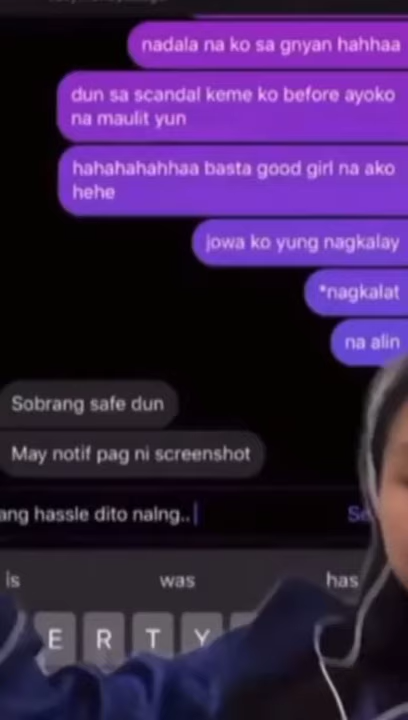 nadala na ko sa gnyan hahhaa
dun sa scandal keme ko before ayoko
na maulit yun
hahahahahhaa basta good girl na ako
hehe
jowa ko yung nagkalay
*nagkalat
na alin
Sobrang safe dun
May notif pag ni screenshot
ang hassle dito nalng..
is was has
E R T Y